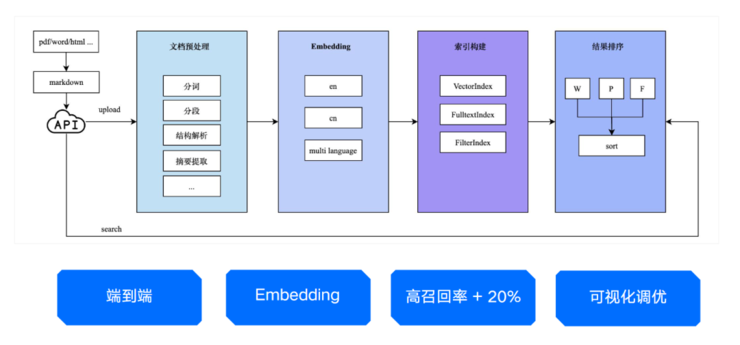 pdf/word/html ...
markdown
API
upload
search
文档预处理
分词
分段
结构解析
摘要提取
...
Embedding
en
cn
multi language
索引构建
VectorIndex
FulltextIndex
FilterIndex
结果排序
W
P
F
sort
端到端
Embedding
高召回率 + 20%
可视化调优